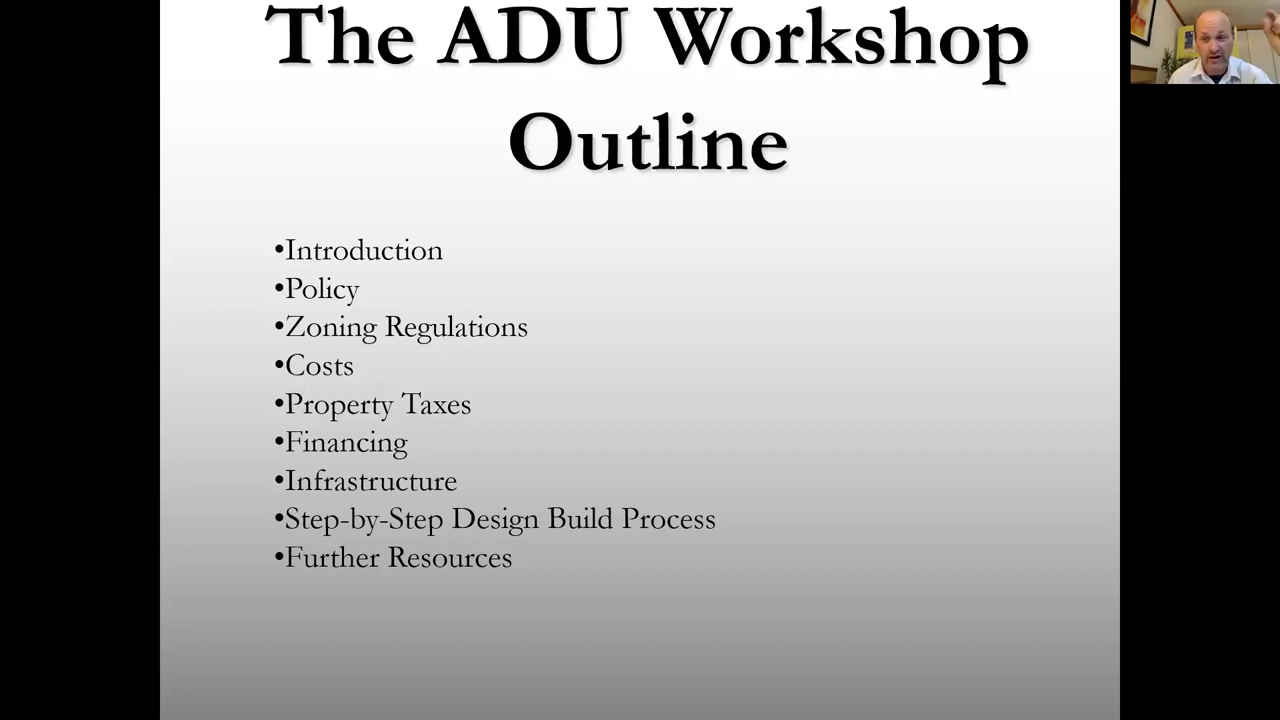 The ADU Workshop
Outline
•Introduction
•Policy
•Zoning Regulations
•Costs
•Property Taxes
•Financing
•Infrastructure
•Step-by-Step Design Build Process
•Further Resources